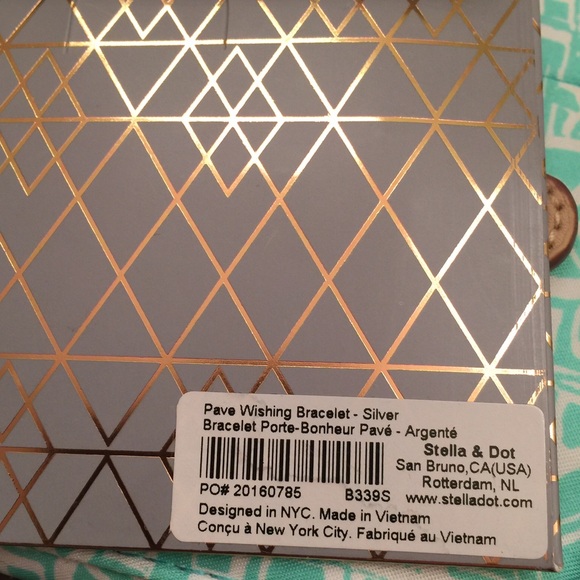 Pave Wishing Bracelet - Silver
Bracelet Porte-Bonheur Pavé - Argenté
Stella & Dot
San Bruno,CA(USA)
Rotterdam, NL
PO# 20160785 B339S www.stelladot.com
Designed in NYC. Made in Vietnam
Conçu à New York City. Fabriqué au Vietnam